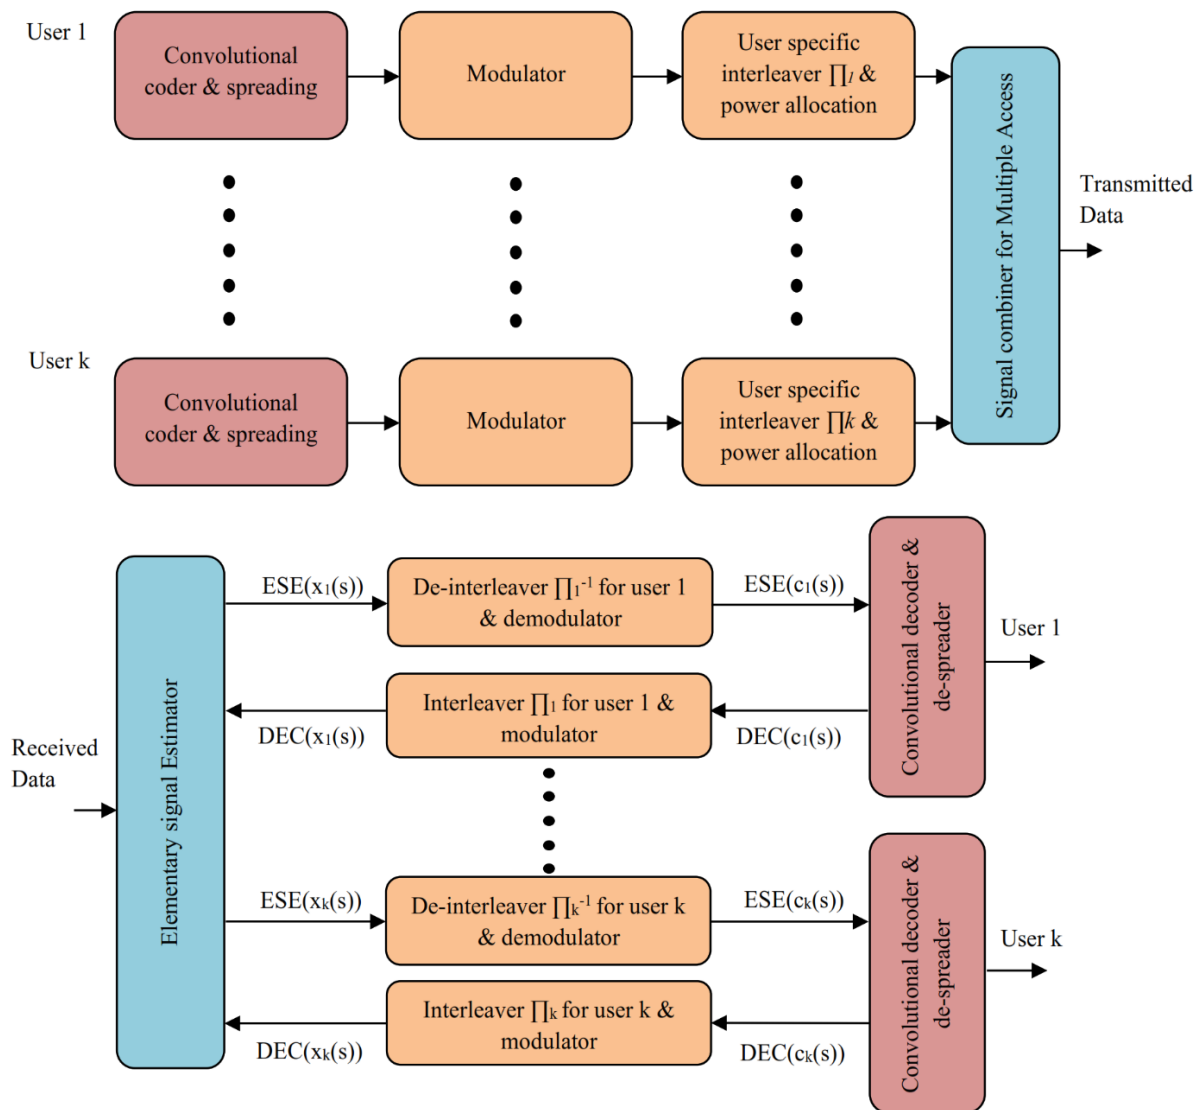 User 1
Convolutional
coder & spreading
Modulator
User specific
interleaver ∏1 &
power allocation
Signal combiner for Multiple Access
Transmitted
Data
User k
Convolutional
coder & spreading
Modulator
User specific
interleaver ∏k &
power allocation
Received
Data
Elementary signal Estimator
ESE(x₁(s))
De-interleaver ∏₁⁻¹ for user 1
& demodulator
ESE(c₁(s))
Convolutional decoder &
de-spreader
User 1
Interleaver ∏₁ for user 1 &
modulator
DEC(x₁(s))
DEC(c₁(s))
ESE(xₖ(s))
De-interleaver ∏ₖ⁻¹ for user k
& demodulator
ESE(cₖ(s))
Convolutional decoder &
de-spreader
User k
Interleaver ∏ₖ for user k &
modulator
DEC(xₖ(s))
DEC(cₖ(s))